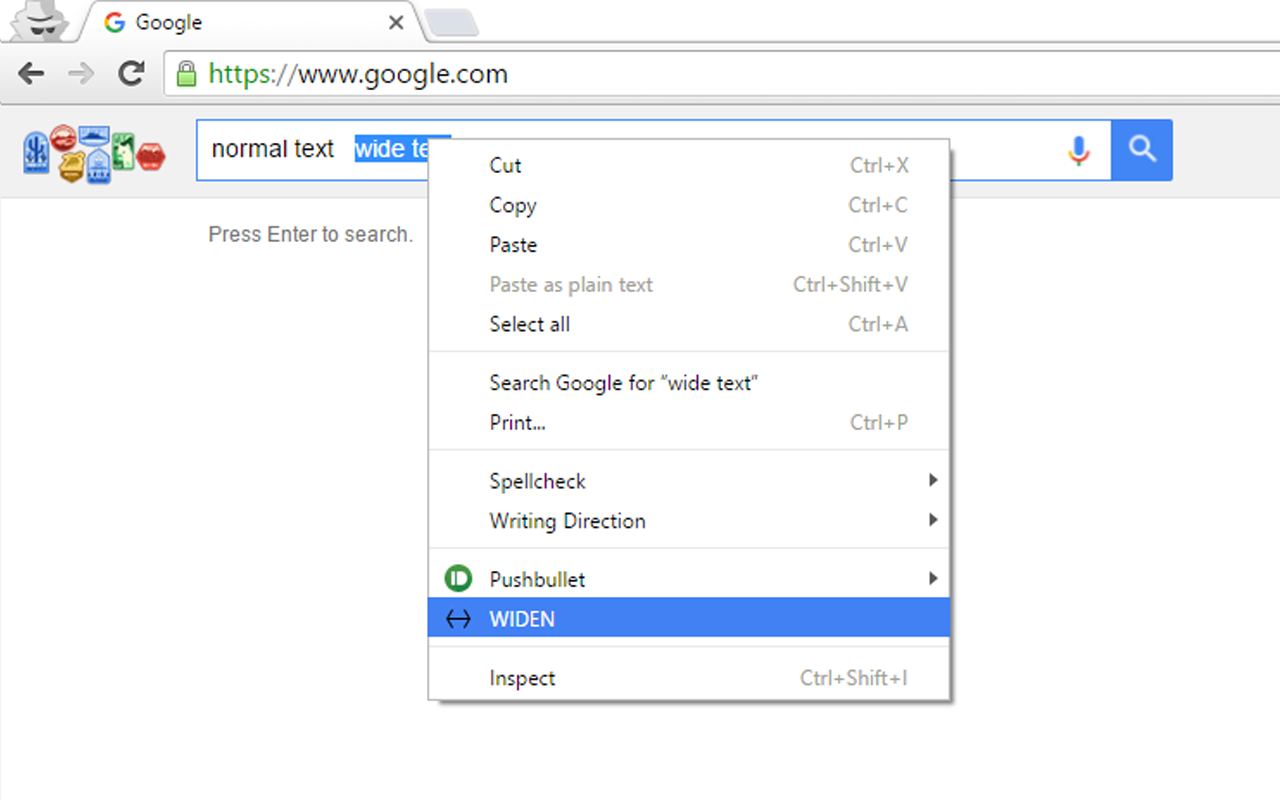 Google
https://www.google.com
normal text wide te
Press Enter to search.
Cut Ctrl+X
Copy Ctrl+C
Paste Ctrl+V
Paste as plain text Ctrl+Shift+V
Select all Ctrl+A
Search Google for “wide text”
Print... Ctrl+P
Spellcheck
Writing Direction
Pushbullet
WIDEN
Inspect Ctrl+Shift+I